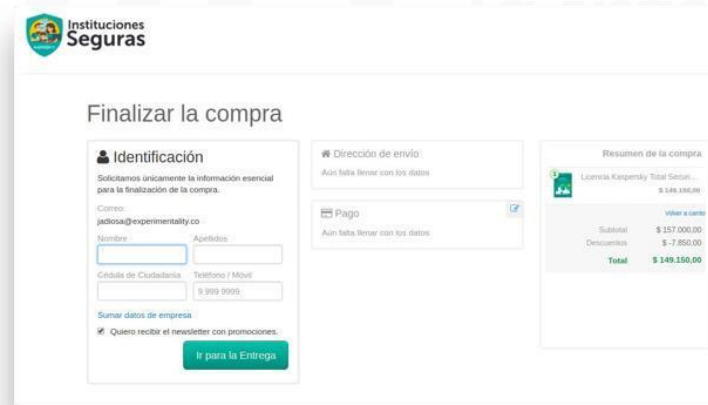 Instituciones
Seguras
Finalizar la compra
Identificación
Solicitamos únicamente la información esencial
para la finalización de la compra.
Correo:
jadiosa@experimentality.co
Nombre Apellidos
Cédula de Ciudadanía Teléfono / Móvil
9 999 9999
Sumar datos de empresa
Quiero recibir el newsletter con promociones.
Ir para la Entrega
Dirección de envío
Aún falta llenar con los datos
Pago
Aún falta llenar con los datos
Resumen de la compra
1
Licencia Kaspersky Total Securi...
$ 149.150,00
Volver a carrito
Subtotal $ 157.000,00
Descuentos $ -7.850,00
Total $ 149.150,00